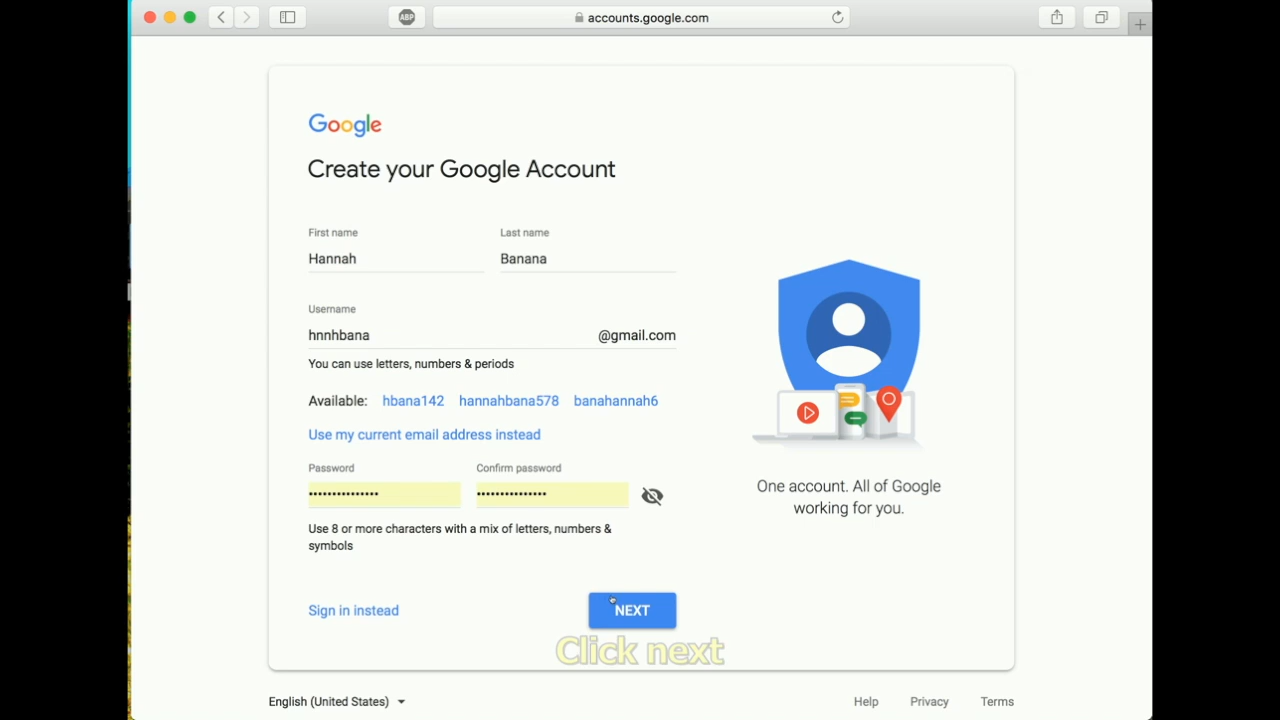 ABP
accounts.google.com
Google
Create your Google Account
First name
Last name
Hannah
Banana
Username
hnnhbana
@gmail.com
You can use letters, numbers & periods
Available: hbana142 hannahbana578 banahannah6
Use my current email address instead
Password
Confirm password
•••••••••••••••
•••••••••••••••
Use 8 or more characters with a mix of letters, numbers &
symbols
Sign in instead
NEXT
Click next
One account. All of Google
working for you.
English (United States)
Help
Privacy
Terms